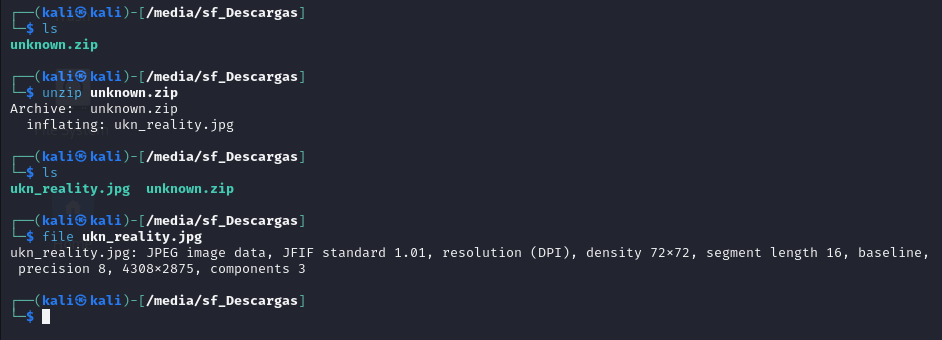 ┌──(kali㉿kali)-[/media/sf_Descargas]
└─$ ls
unknown.zip
┌──(kali㉿kali)-[/media/sf_Descargas]
└─$ unzip unknown.zip
Archive:  unknown.zip
  inflating: ukn_reality.jpg
┌──(kali㉿kali)-[/media/sf_Descargas]
└─$ ls
ukn_reality.jpg  unknown.zip
┌──(kali㉿kali)-[/media/sf_Descargas]
└─$ file ukn_reality.jpg
ukn_reality.jpg: JPEG image data, JFIF standard 1.01, resolution (DPI), density 72×72, segment length 16, baseline,
 precision 8, 4308×2875, components 3
┌──(kali㉿kali)-[/media/sf_Descargas]
└─$